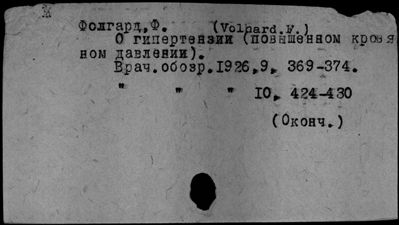 Фолгард,Ф. (Volhard.F.)
О гипертензии (повышенном кровя
ном давлении).
Врач.обозр.1926,9, 369-374.
" " " 10, 424-430
(Оконч.)